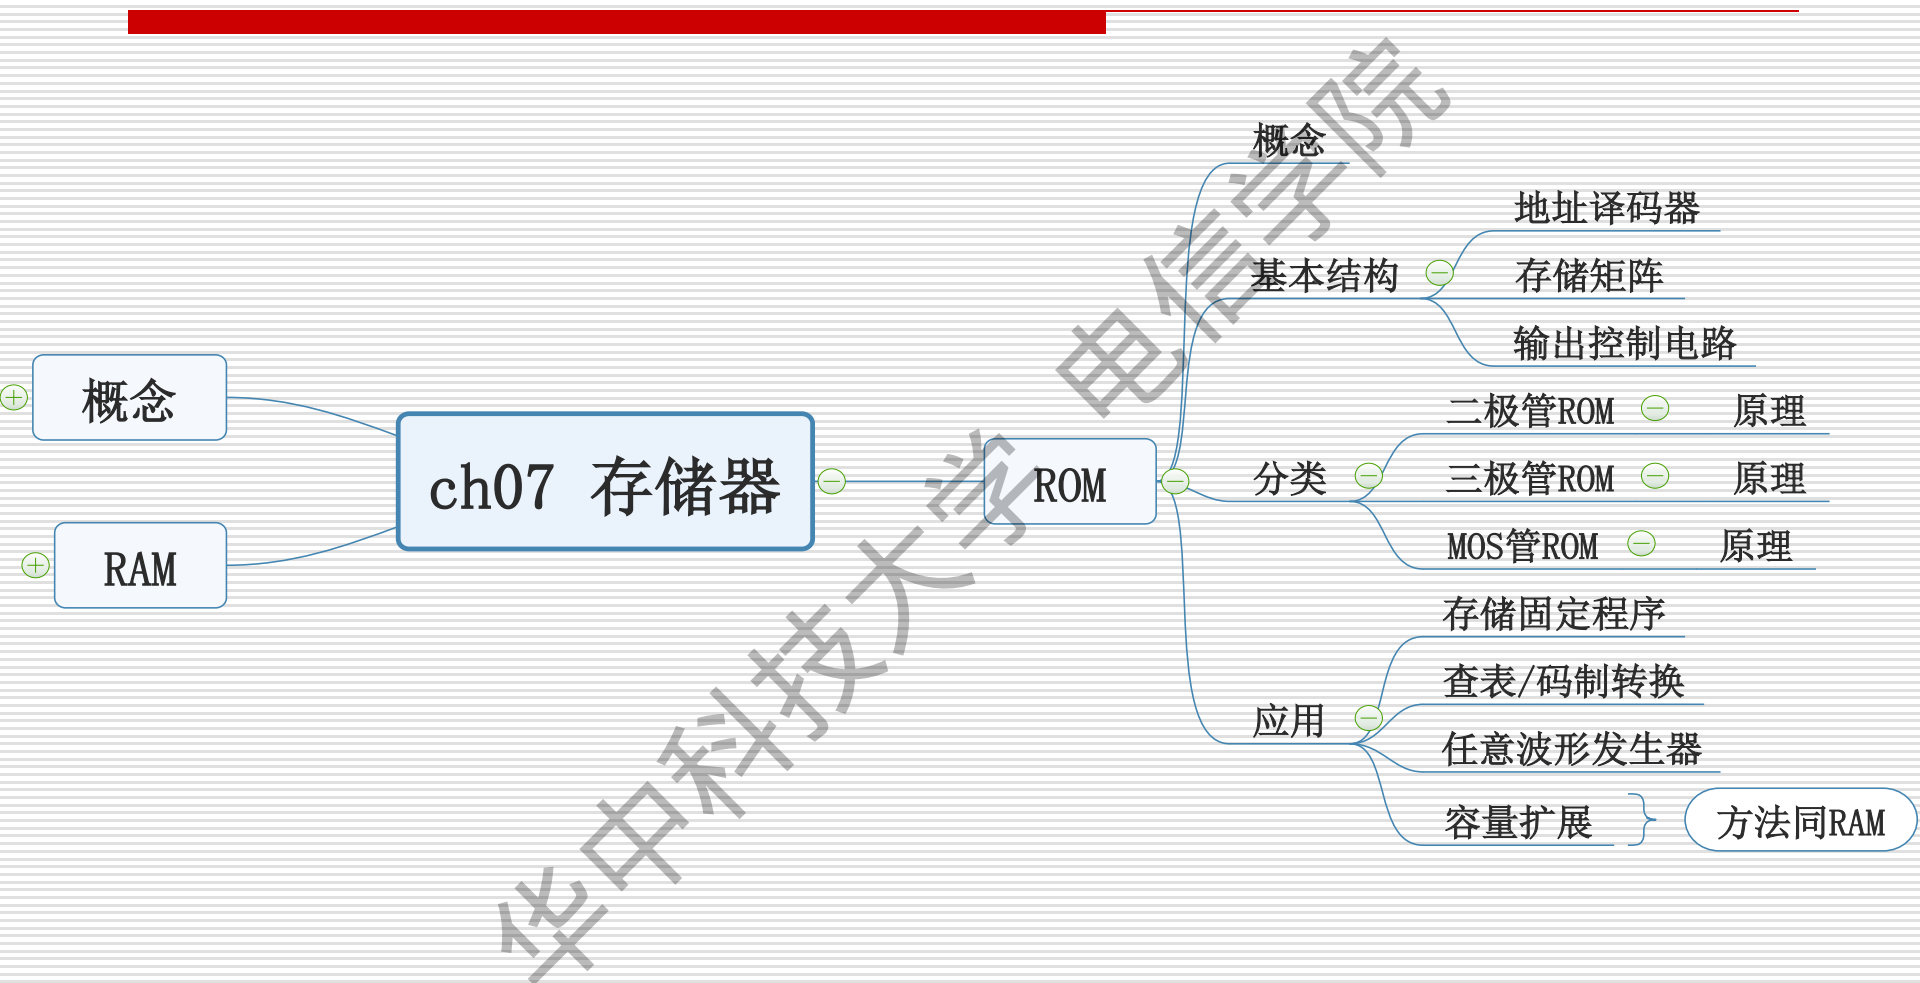 概念
RAM
ch07 存储器
ROM
概念
基本结构
地址译码器
存储矩阵
输出控制电路
分类
二极管ROM 原理
三极管ROM 原理
MOS管ROM 原理
应用
存储固定程序
查表/码制转换
任意波形发生器
容量扩展 方法同RAM
华中科技大学 电信学院